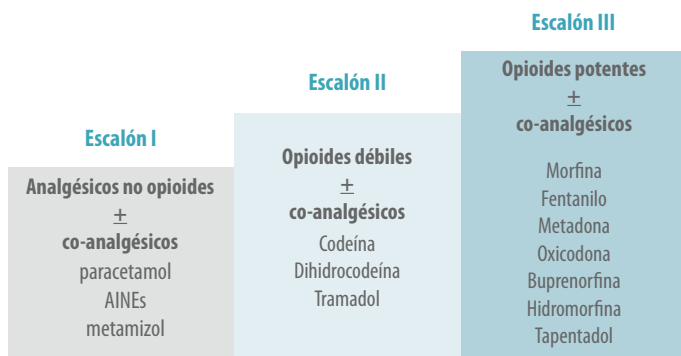 Escalón I
Analgésicos no opioides
±
co-analgésicos
paracetamol
AINEs
metamizol
Escalón II
Opioides débiles
±
co-analgésicos
Codeína
Dihidrocodeína
Tramadol
Escalón III
Opioides potentes
±
co-analgésicos
Morfina
Fentanilo
Metadona
Oxicodona
Buprenorfina
Hidromorfina
Tapentadol